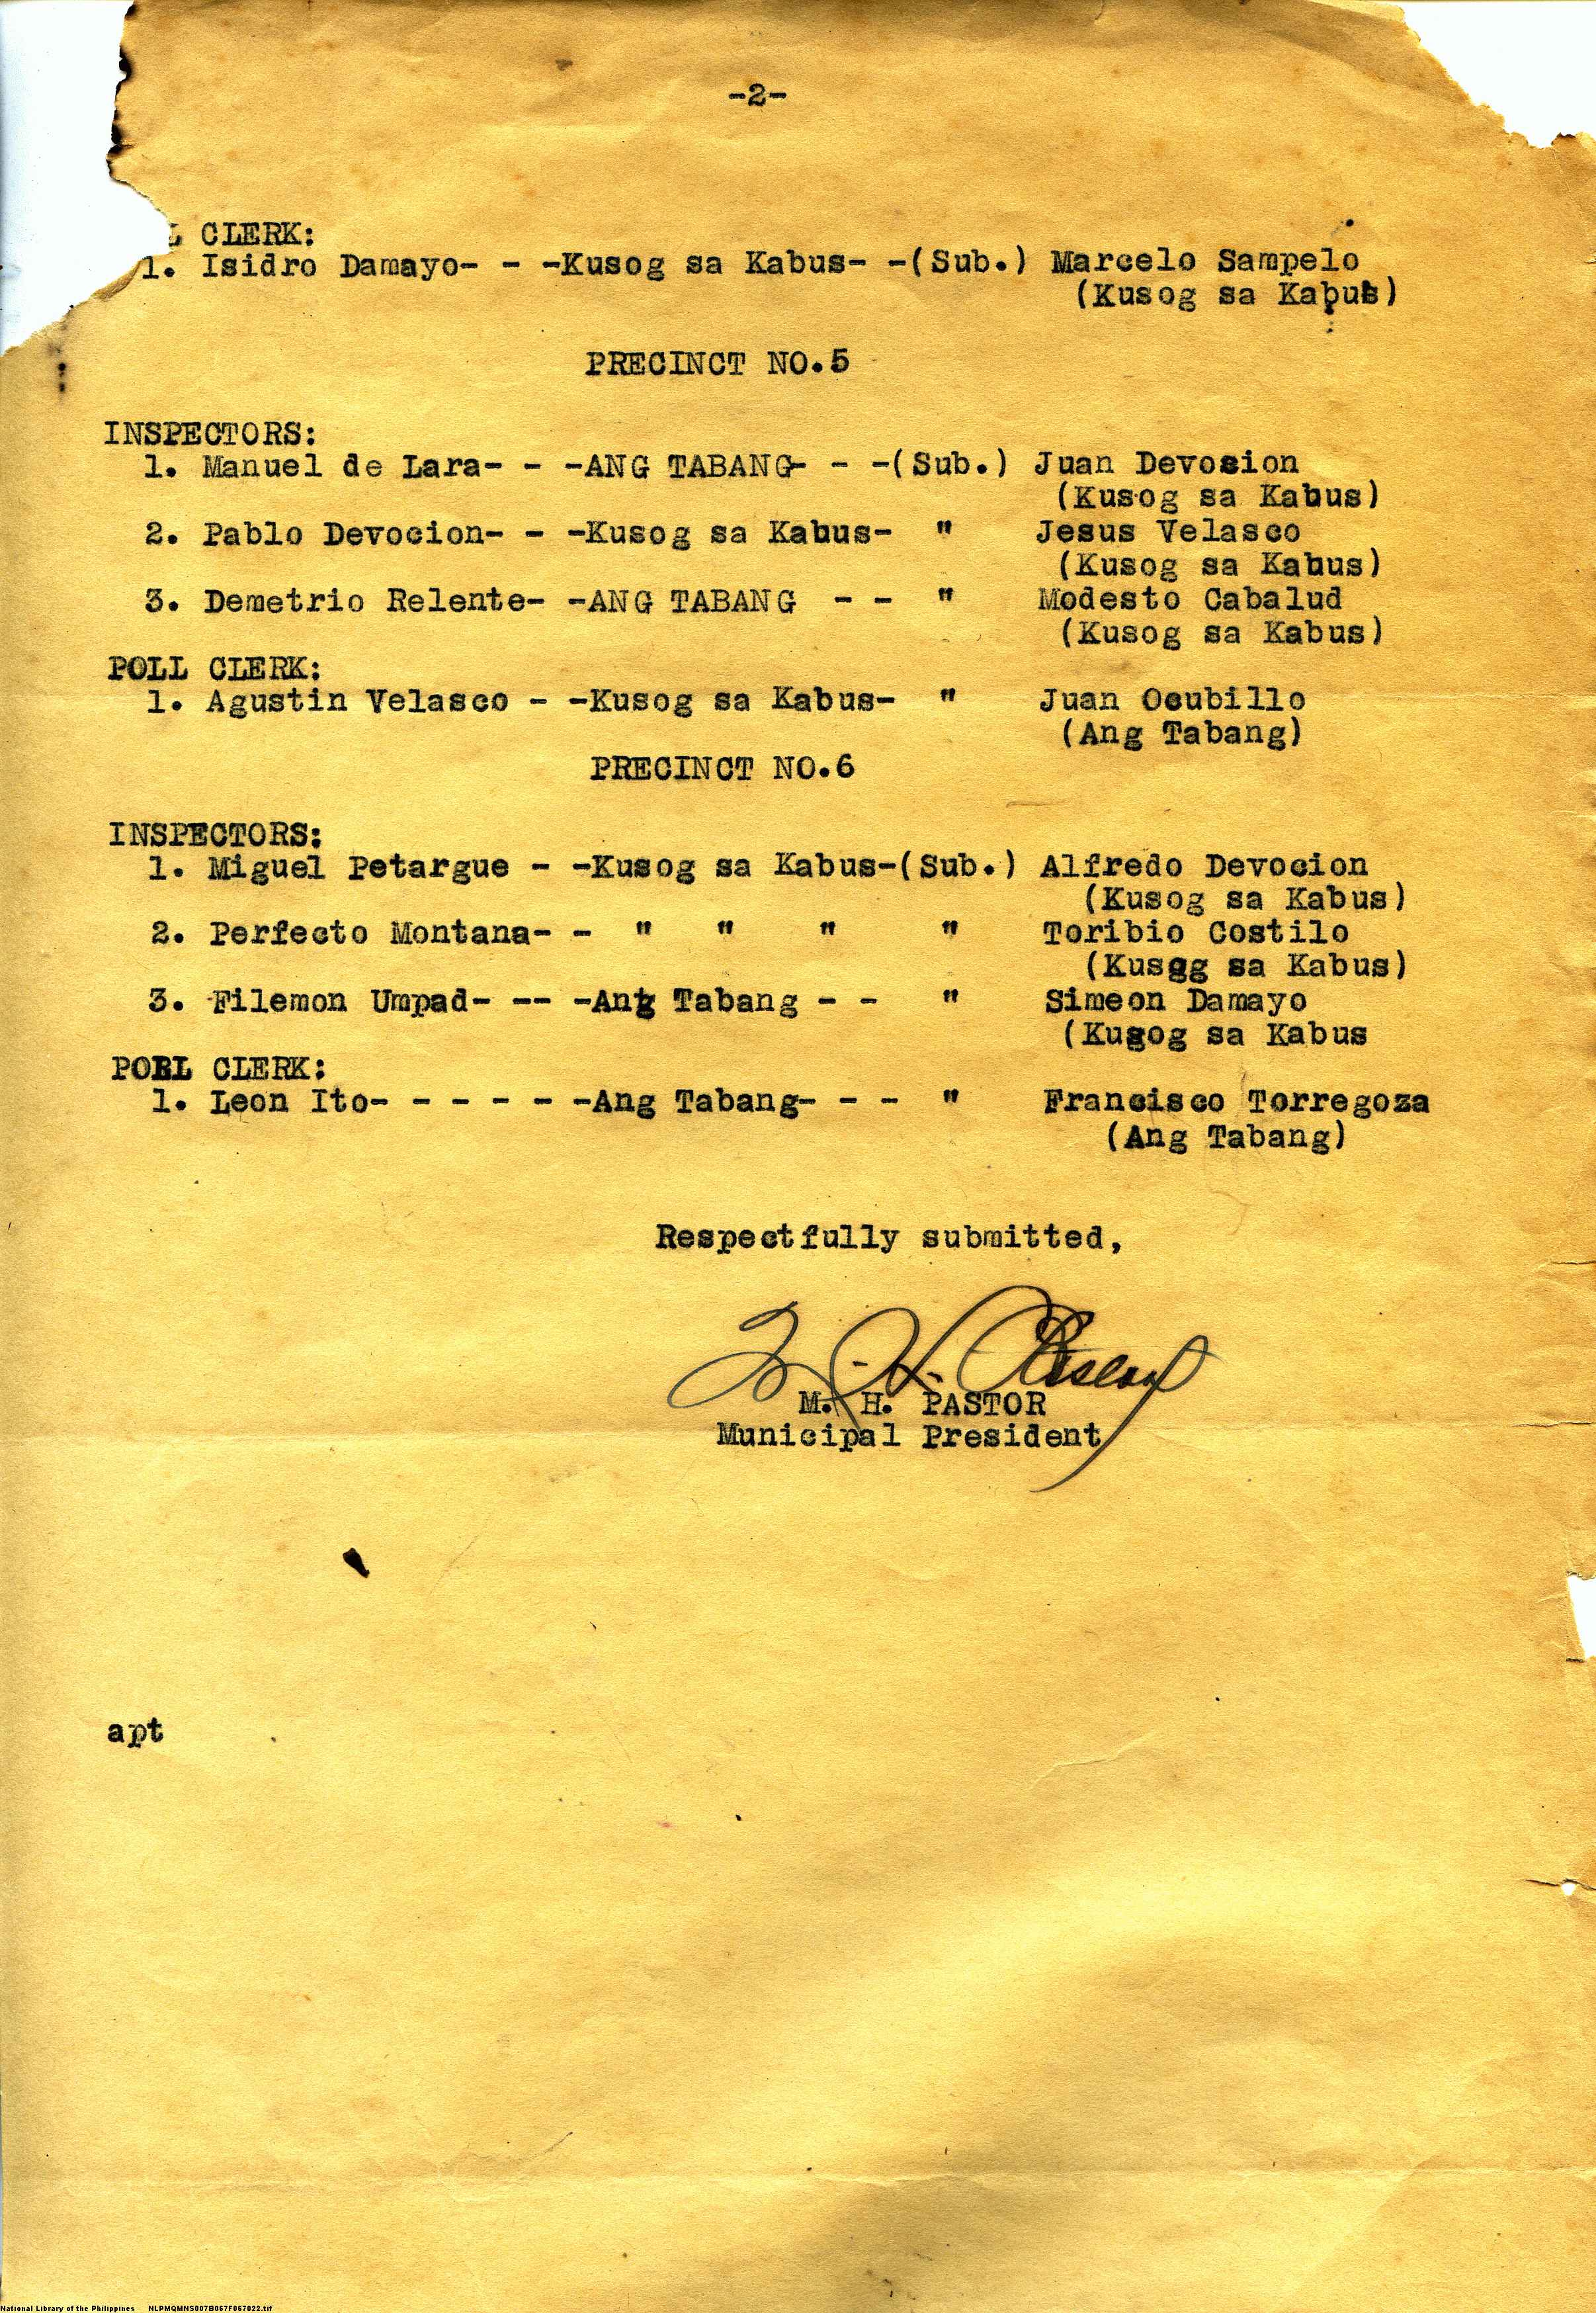 -2-
L CLERK:
1. Isidro Damayo- - -Kusog sa Kabus- -(Sub.) Marcelo Sampelo
(Kusog sa Kabus)
PRECINCT NO.5
INSPECTORS:
1. Manuel de Lara- - -ANG TABANG- - -(Sub.) Juan Devosion
(Kusog sa Kabus)
2. Pablo Devocion- - -Kusog sa Kabus- " Jesus Velasco
(Kusog sa Kabus)
3. Demetrio Relente- -ANG TABANG - - " Modesto Cabalud
(Kusog sa Kabus)
POLL CLERK:
1. Agustin Velasco - -Kusog sa Kabus- " Juan Ocubillo
(Ang Tabang)
PRECINCT NO.6
INSPECTORS:
1. Miguel Petargue - -Kusog sa Kabus-(Sub.) Alfredo Devocion
(Kusog sa Kabus)
2. Perfecto Montana- - " " " " Toribio Costilo
(Kusgg sa Kabus)
3. Filemon Umpad- -- -Ang Tabang - - " Simeon Damayo
(Kusog sa Kabus
POLL CLERK:
1. Leon Ito- - - - - -Ang Tabang- - - " Francisco Torregoza
(Ang Tabang)
Respectfully submitted,
M. H. PASTOR
Municipal President
apt
National Library of the Philippines NLPMQMNS007B067F067022.tif